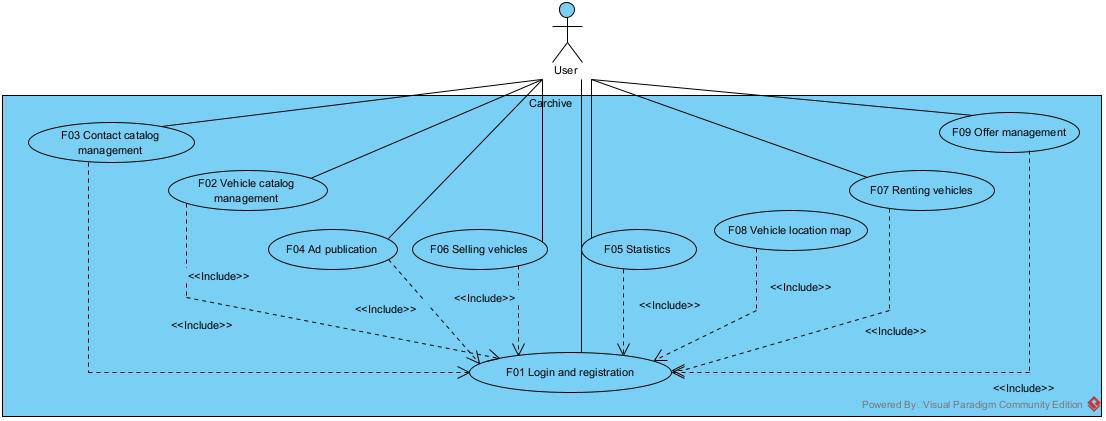 User
Carchive
F03 Contact catalog
management
F09 Offer management
F02 Vehicle catalog
management
F07 Renting vehicles
F04 Ad publication
F06 Selling vehicles
F05 Statistics
F08 Vehicle location map
<<Include>>
<<Include>>
<<Include>>
<<Include>>
<<Include>>
<<Include>>
<<Include>>
<<Include>>
F01 Login and registration
Powered By Visual Paradigm Community Edition